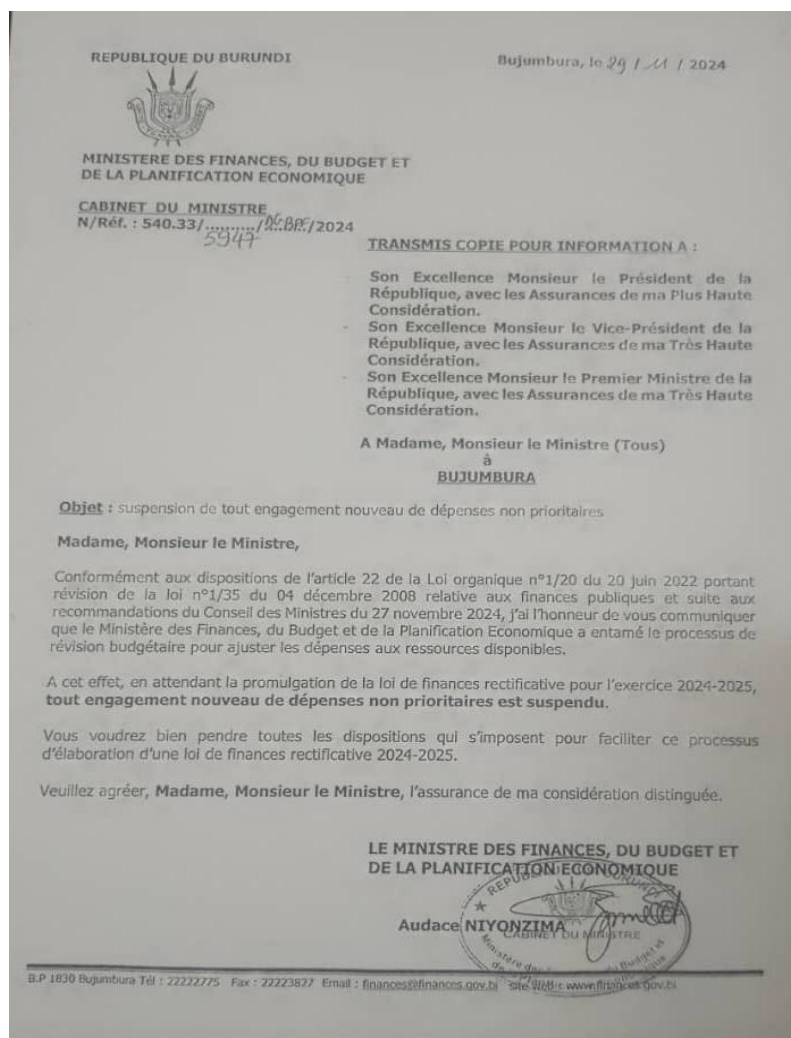 REPUBLIQUE DU BURUNDI
Bujumbura, le 29 / 11 / 2024
MINISTERE DES FINANCES, DU BUDGET ET
DE LA PLANIFICATION ECONOMIQUE
CABINET DU MINISTRE
N/Réf. : 540.33/........../DGBPF/2024
5947
TRANSMIS COPIE POUR INFORMATION A :
- Son Excellence Monsieur le Président de la
République, avec les Assurances de ma Plus Haute
Considération.
- Son Excellence Monsieur le Vice-Président de la
République, avec les Assurances de ma Très Haute
Considération.
- Son Excellence Monsieur le Premier Ministre de la
République, avec les Assurances de ma Très Haute
Considération.
A Madame, Monsieur le Ministre (Tous)
à
BUJUMBURA
Objet : suspension de tout engagement nouveau de dépenses non prioritaires
Madame, Monsieur le Ministre,
Conformément aux dispositions de l'article 22 de la Loi organique n°1/20 du 20 juin 2022 portant
révision de la loi n°1/35 du 04 décembre 2008 relative aux finances publiques et suite aux
recommandations du Conseil des Ministres du 27 novembre 2024, j'ai l'honneur de vous communiquer
que le Ministère des Finances, du Budget et de la Planification Economique a entamé le processus de
révision budgétaire pour ajuster les dépenses aux ressources disponibles.
A cet effet, en attendant la promulgation de la loi de finances rectificative pour l'exercice 2024-2025,
tout engagement nouveau de dépenses non prioritaires est suspendu.
Vous voudrez bien pendre toutes les dispositions qui s'imposent pour faciliter ce processus
d'élaboration d'une loi de finances rectificative 2024-2025.
Veuillez agréer, Madame, Monsieur le Ministre, l'assurance de ma considération distinguée.
LE MINISTRE DES FINANCES, DU BUDGET ET
DE LA PLANIFICATION ECONOMIQUE
Audace NIYONZIMA
CABINET DU MINISTRE
B.P 1830 Bujumbura Tél : 22222775 Fax : 22223827 Email : finances@finances.gov.bi site Web : www.finances.gov.bi